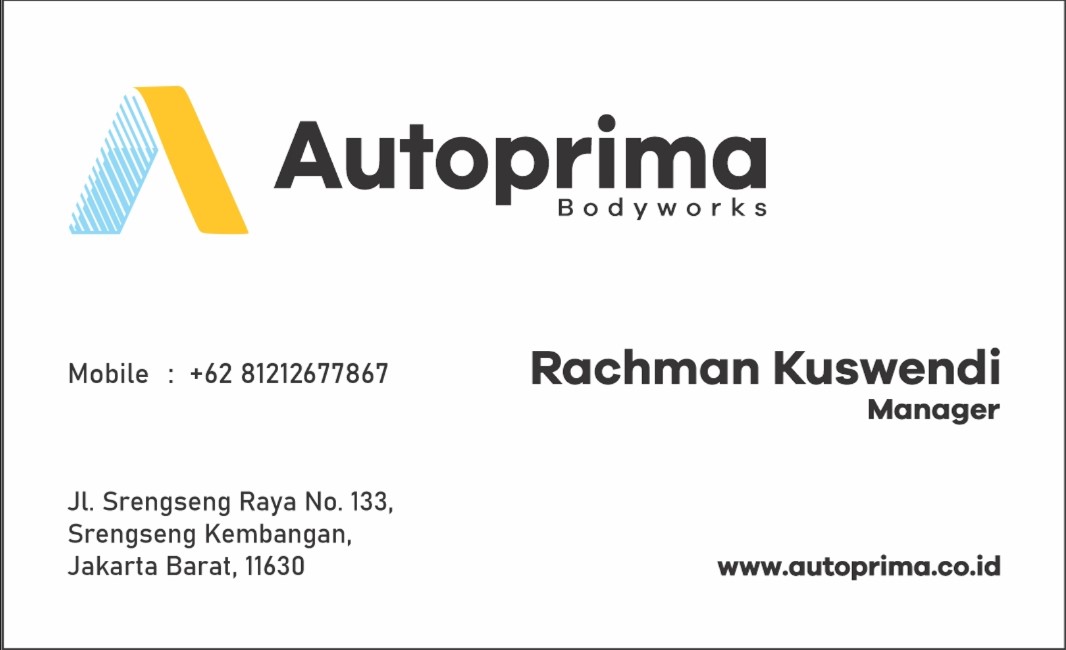 Autoprima
Bodyworks
Mobile : +62 81212677867
Rachman Kuswendi
Manager
Jl. Srengseng Raya No. 133,
Srengseng Kembangan,
Jakarta Barat, 11630
www.autoprima.co.id